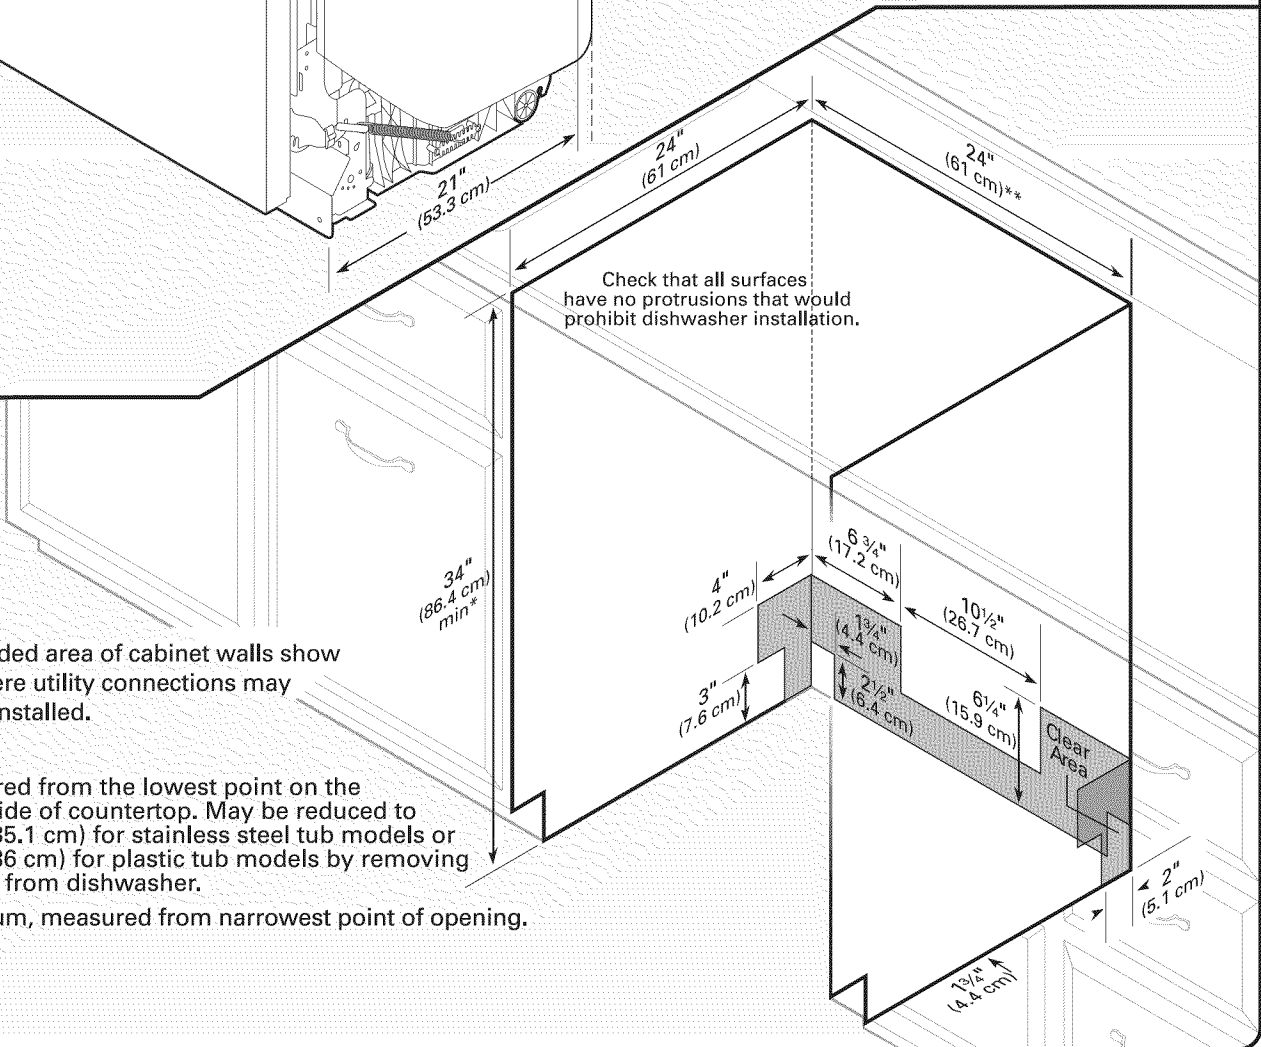 24"
(61 cm)
24"
(61 cm)**
21"
(53.3 cm)
Check that all surfaces
have no protrusions that would
prohibit dishwasher installation.
34"
(86.4 cm)
min*
4"
(10.2 cm)
6 3/4"
(17.2 cm)
10 1/2"
(26.7 cm)
1 3/4"
(4.4 cm)
2 1/2"
(6.4 cm)
3"
(7.6 cm)
6 1/4"
(15.9 cm)
Clear
Area
2"
(5.1 cm)
1 3/4"
(4.4 cm)
ded area of cabinet walls show
ere utility connections may
nstalled.
red from the lowest point on the
ide of countertop. May be reduced to
35.1 cm) for stainless steel tub models or
36 cm) for plastic tub models by removing
from dishwasher.
um, measured from narrowest point of opening.